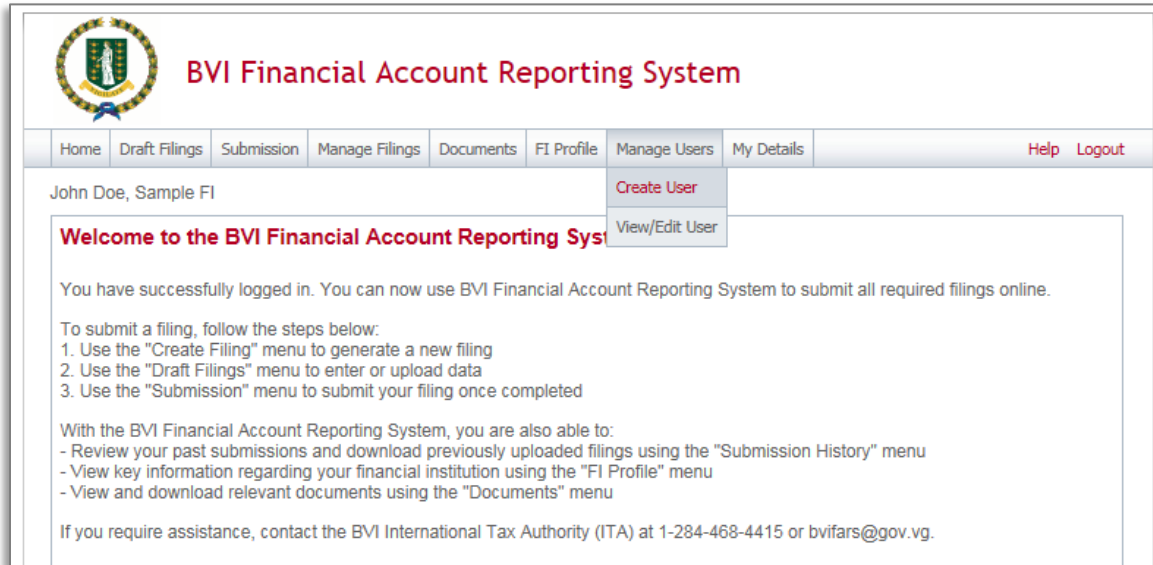 BVI Financial Account Reporting System
Home Draft Filings Submission Manage Filings Documents FI Profile Manage Users My Details Help Logout
John Doe, Sample FI
Create User
View/Edit User
Welcome to the BVI Financial Account Reporting Syst
You have successfully logged in. You can now use BVI Financial Account Reporting System to submit all required filings online.
To submit a filing, follow the steps below:
1. Use the "Create Filing" menu to generate a new filing
2. Use the "Draft Filings" menu to enter or upload data
3. Use the "Submission" menu to submit your filing once completed
With the BVI Financial Account Reporting System, you are also able to:
- Review your past submissions and download previously uploaded filings using the "Submission History" menu
- View key information regarding your financial institution using the "FI Profile" menu
- View and download relevant documents using the "Documents" menu
If you require assistance, contact the BVI International Tax Authority (ITA) at 1-284-468-4415 or bvifars@gov.vg.